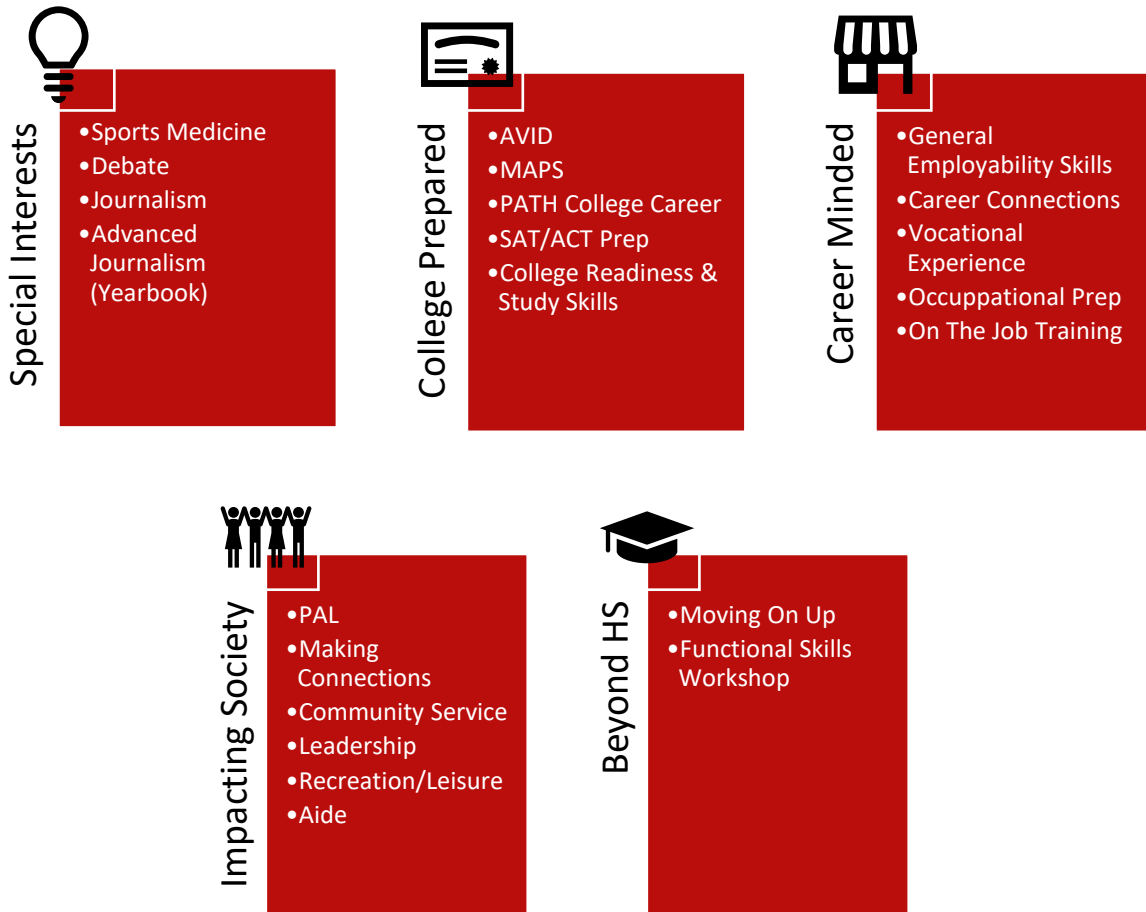 Special Interests
•Sports Medicine
•Debate
•Journalism
•Advanced
Journalism
(Yearbook)
College Prepared
•AVID
•MAPS
•PATH College Career
•SAT/ACT Prep
•College Readiness &
Study Skills
Career Minded
•General
Employability Skills
•Career Connections
•Vocational
Experience
•Occuppational Prep
•On The Job Training
Impacting Society
•PAL
•Making
Connections
•Community Service
•Leadership
•Recreation/Leisure
•Aide
Beyond HS
•Moving On Up
•Functional Skills
Workshop